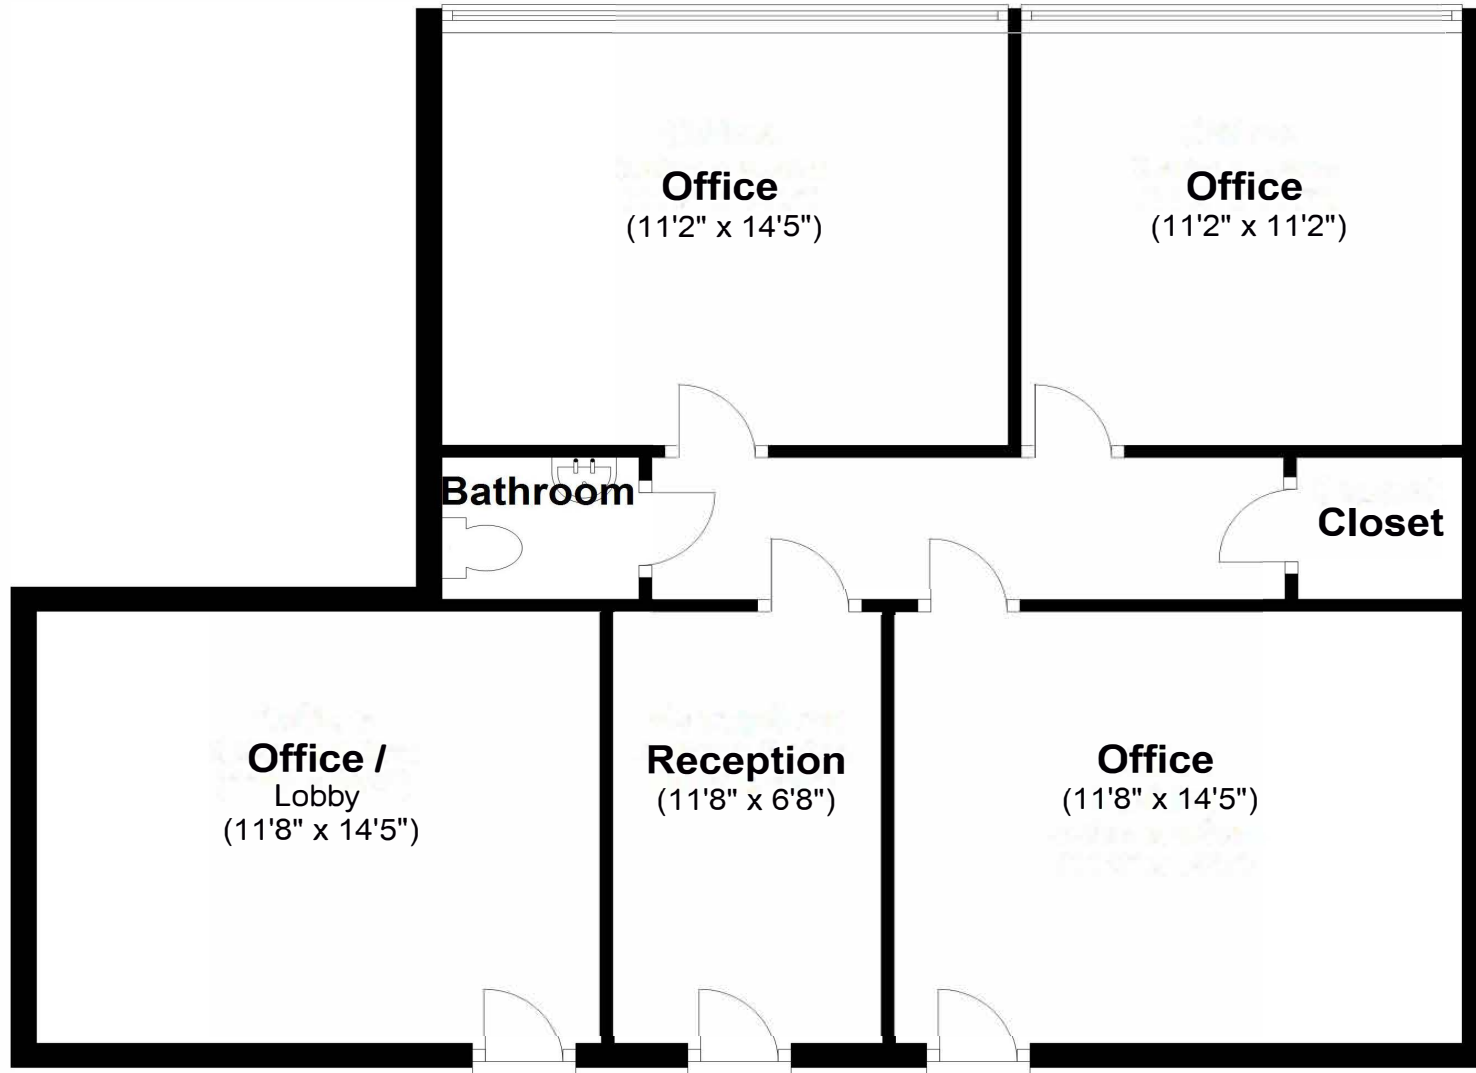 Office
(11'2" x 14'5")
Office
(11'2" x 11'2")
Bathroom
Closet
Office /
Lobby
(11'8" x 14'5")
Reception
(11'8" x 6'8")
Office
(11'8" x 14'5")